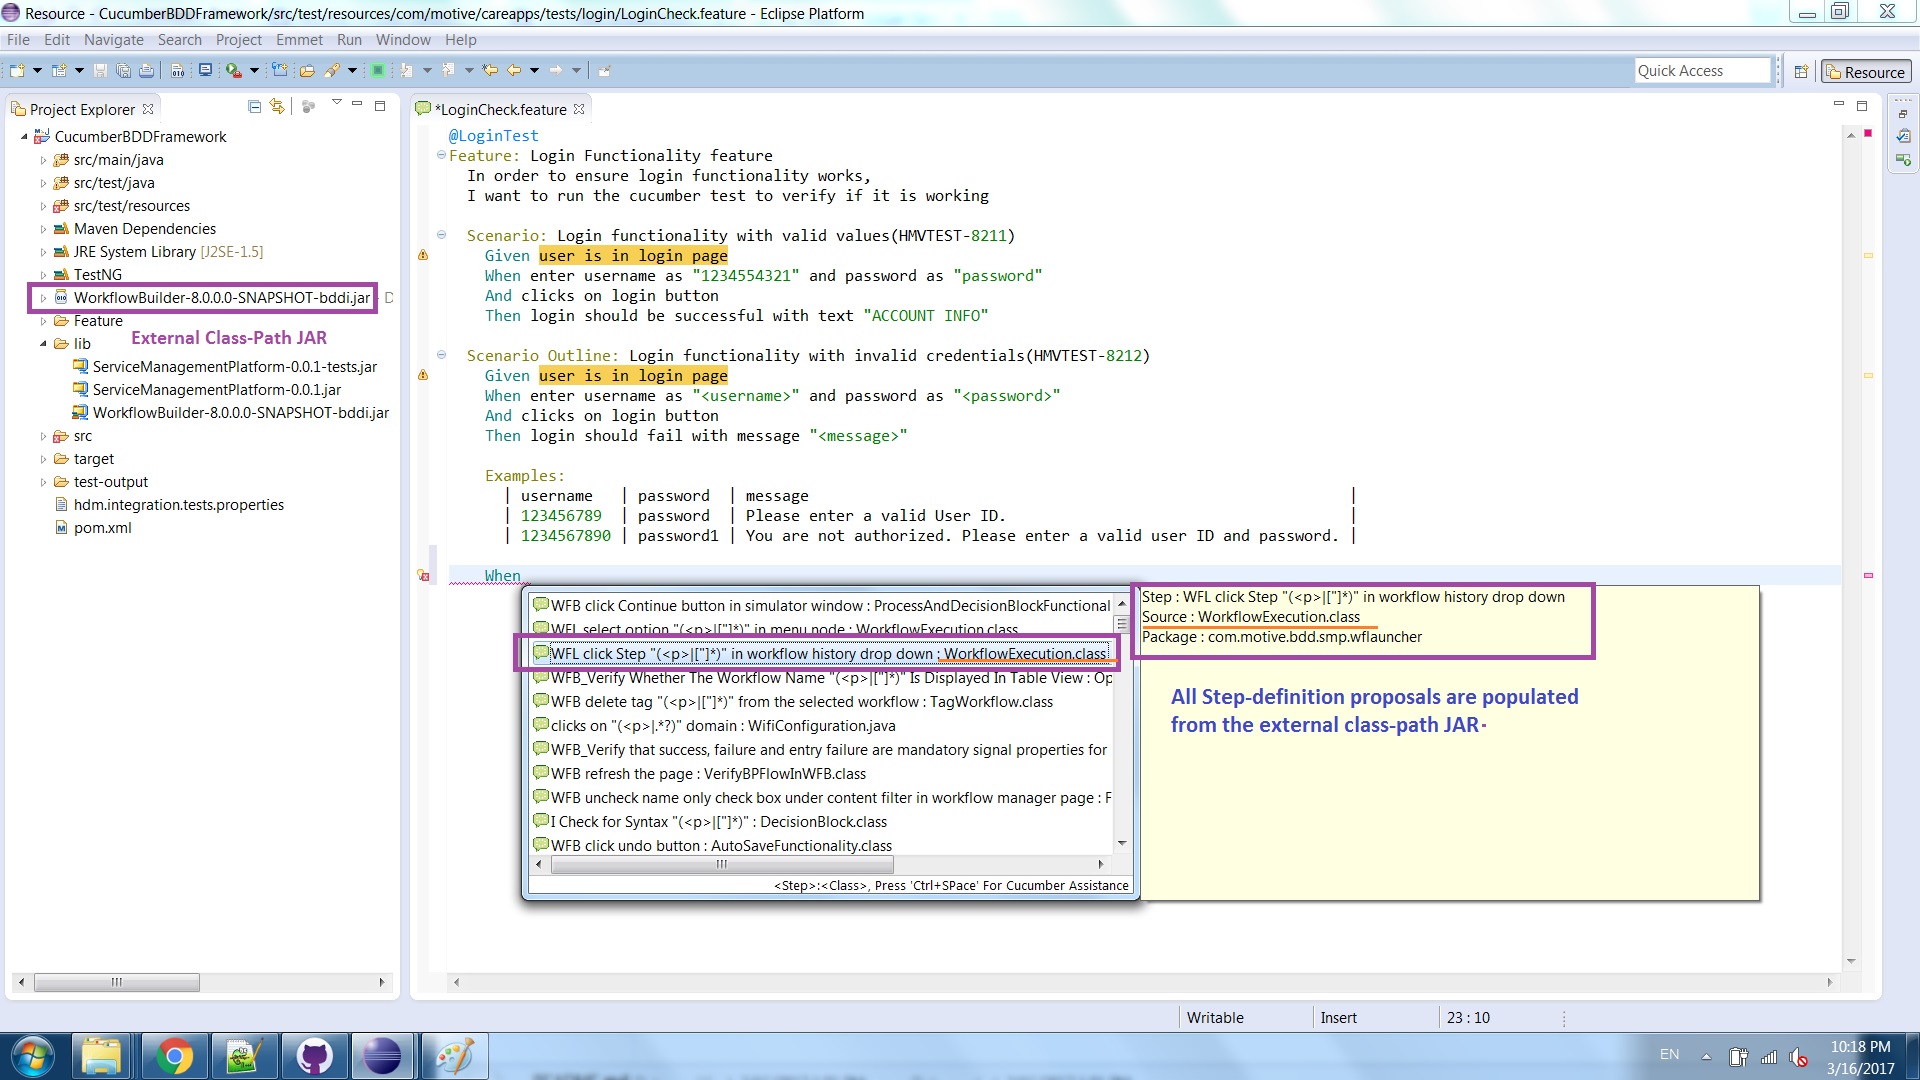 Resource - CucumberBDDFramework/src/test/resources/com/motive/careapps/tests/login/LoginCheck.feature - Eclipse Platform
File Edit Navigate Search Project Emmet Run Window Help
Quick Access
Resource
Project Explorer
CucumberBDDFramework
src/main/java
src/test/java
src/test/resources
Maven Dependencies
JRE System Library [J2SE-1.5]
TestNG
WorkflowBuilder-8.0.0.0-SNAPSHOT-bddi.jar - D
Feature
External Class-Path JAR
lib
ServiceManagementPlatform-0.0.1-tests.jar
ServiceManagementPlatform-0.0.1.jar
WorkflowBuilder-8.0.0.0-SNAPSHOT-bddi.jar
src
target
test-output
hdm.integration.tests.properties
pom.xml
*LoginCheck.feature
@LoginTest
Feature: Login Functionality feature
In order to ensure login functionality works,
I want to run the cucumber test to verify if it is working
Scenario: Login functionality with valid values(HMVTEST-8211)
Given user is in login page
When enter username as "1234554321" and password as "password"
And clicks on login button
Then login should be successful with text "ACCOUNT INFO"
Scenario Outline: Login functionality with invalid credentials(HMVTEST-8212)
Given user is in login page
When enter username as "<username>" and password as "<password>"
And clicks on login button
Then login should fail with message "<message>"
Examples:
| username | password | message |
| 123456789 | password | Please enter a valid User ID. |
| 1234567890 | password1 | You are not authorized. Please enter a valid user ID and password. |
When
WFB click Continue button in simulator window : ProcessAndDecisionBlockFunctional
WFL select option "(<p>|["]*)" in menu node : WorkflowExecution.class
WFL click Step "(<p>|["]*)" in workflow history drop down : WorkflowExecution.class
WFB_Verify Whether The Workflow Name "(<p>|["]*)" Is Displayed In Table View : Op
WFB delete tag "(<p>|["]*)" from the selected workflow : TagWorkflow.class
clicks on "(<p>|.*?)" domain : WifiConfiguration.java
WFB_Verify that success, failure and entry failure are mandatory signal properties for
WFB refresh the page : VerifyBPFlowInWFB.class
WFB uncheck name only check box under content filter in workflow manager page : F
I Check for Syntax "(<p>|["]*)" : DecisionBlock.class
WFB click undo button : AutoSaveFunctionality.class
<Step>:<Class>, Press 'Ctrl+SPace' For Cucumber Assistance
Step : WFL click Step "(<p>|["]*)" in workflow history drop down
Source : WorkflowExecution.class
Package : com.motive.bdd.smp.wflauncher
All Step-definition proposals are populated
from the external class-path JAR
Writable Insert 23 : 10
EN
10:18 PM
3/16/2017